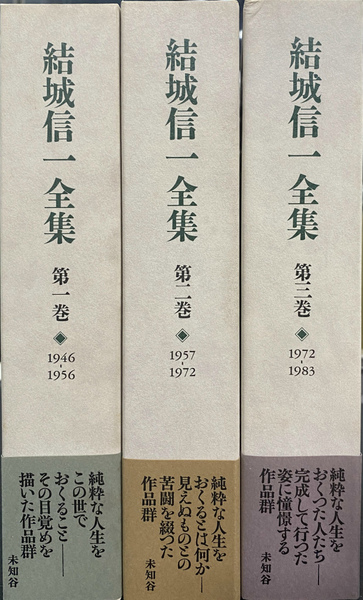 結城信一全集
第一巻
◈
1946
-
1956
純粋な人生を
この世で
おくること――
その目覚めを
描いた作品群
未知谷
結城信一全集
第二巻
◈
1957
-
1972
純粋な人生を
おくるとは何か――
見えぬものとの
苦闘を綴った
作品群
未知谷
結城信一全集
第三巻
◈
1972
-
1983
純粋な人生を
おくつた人たち――
完成して行つた
姿に憧憬する
作品群
未知谷